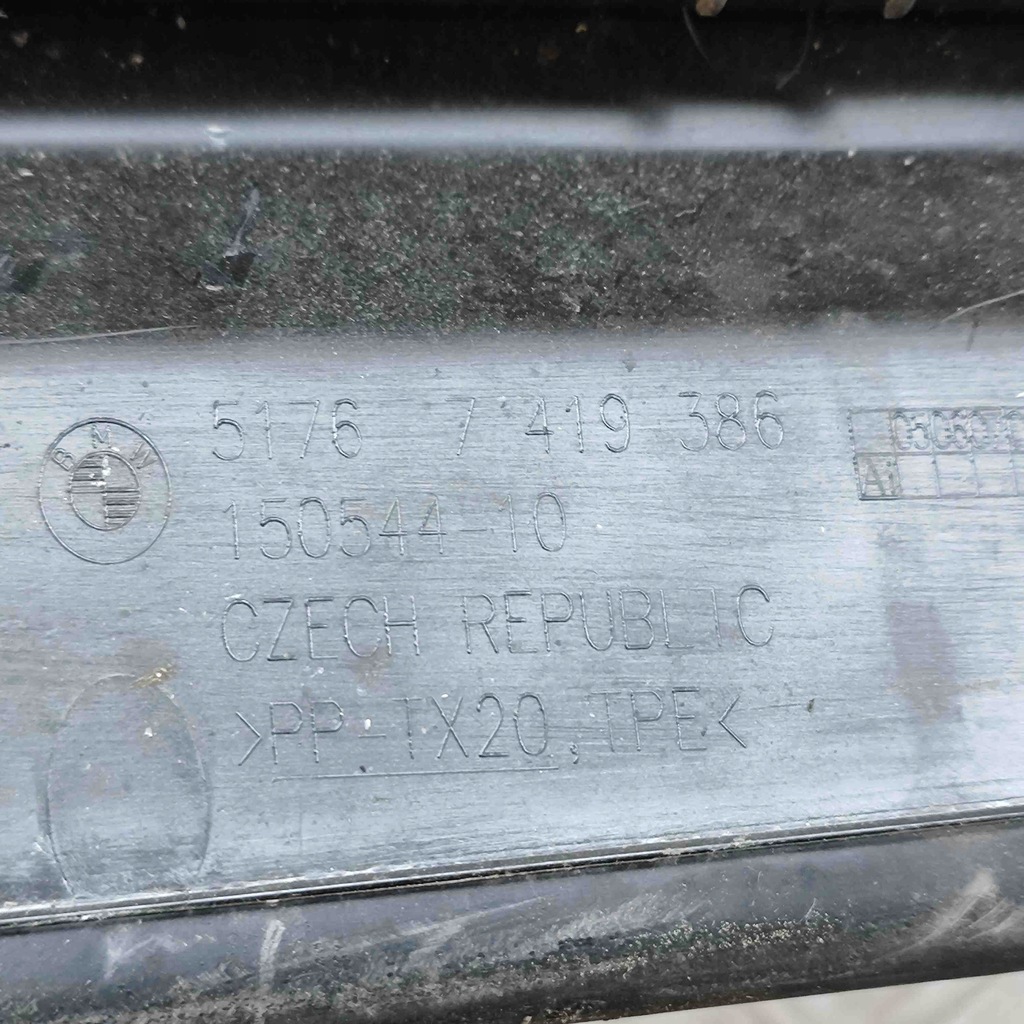 BMW
5176 7 419 386
150544-10
CZECH REPUBLIC
>PP-TX20, TPE<